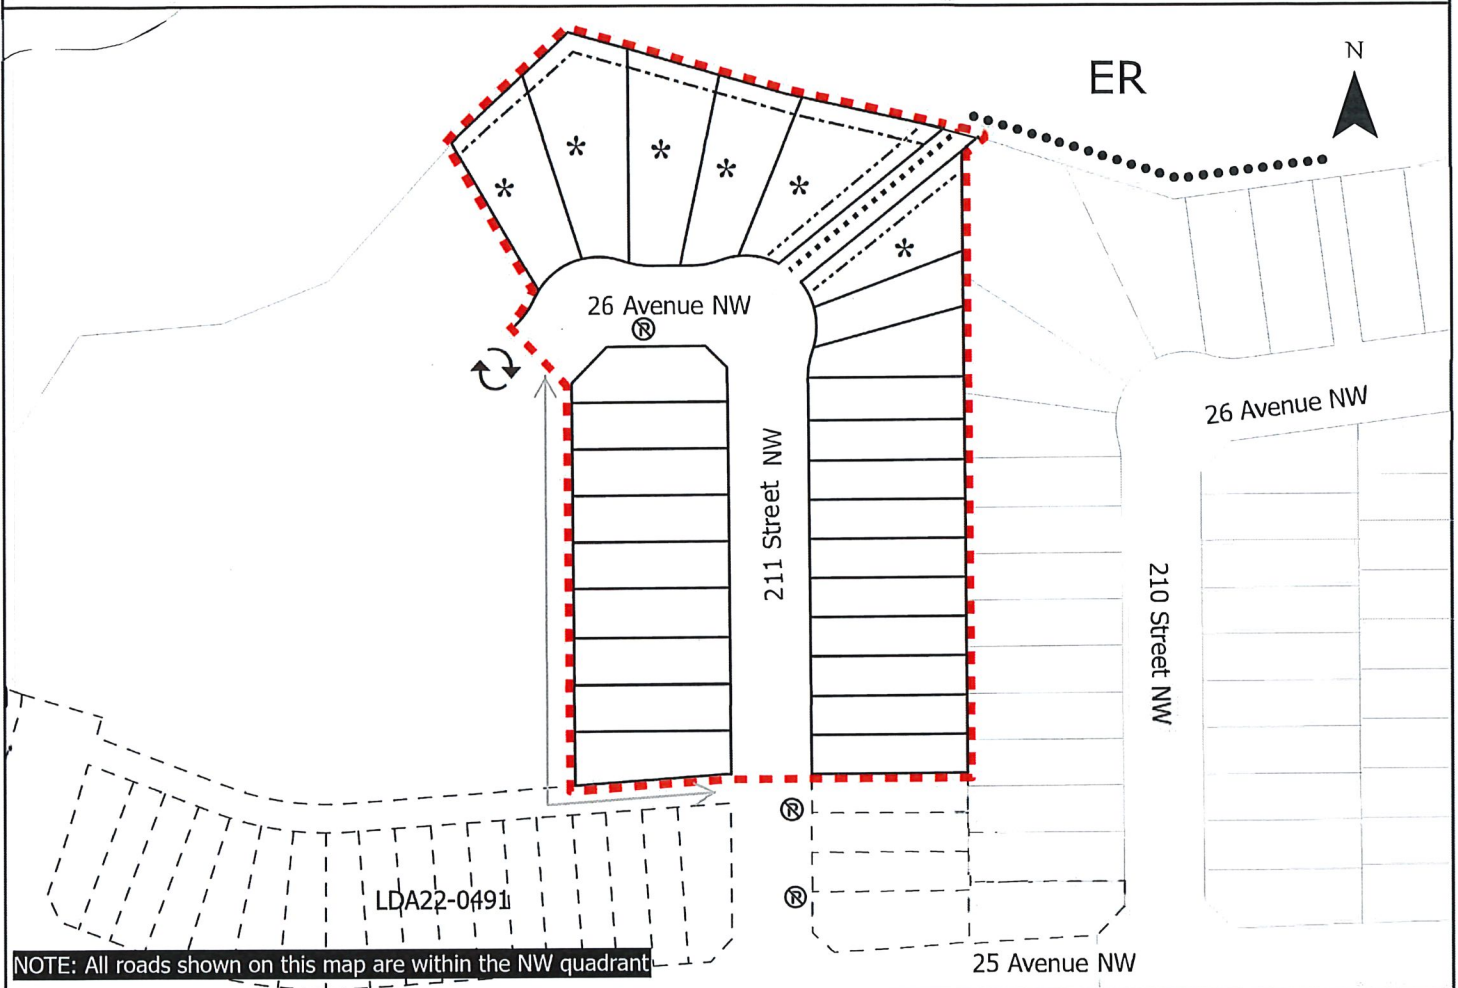 ER
N
*
*
*
*
*
*
26 Avenue NW
Ⓡ
26 Avenue NW
211 Street NW
210 Street NW
Ⓡ
LDA22-0491
Ⓡ
NOTE: All roads shown on this map are within the NW quadrant
25 Avenue NW